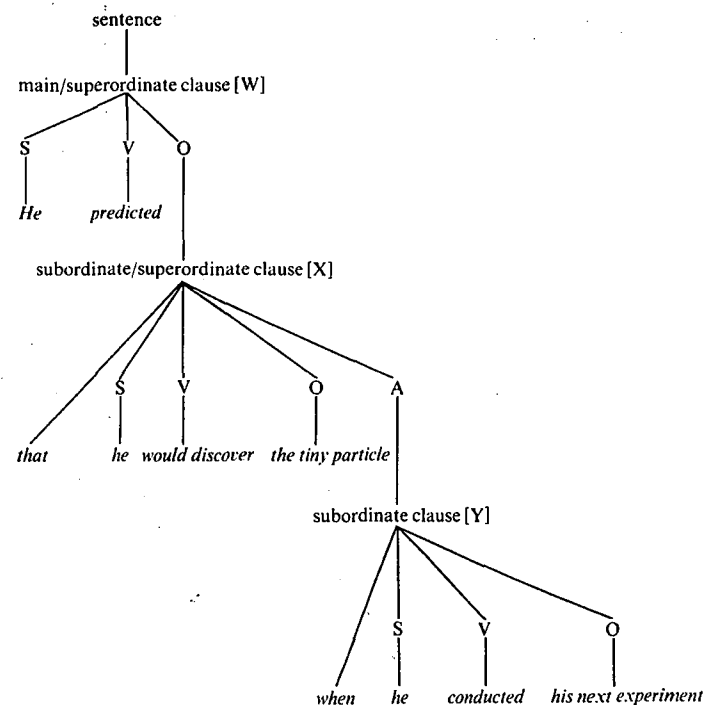 sentence
main/superordinate clause [W]
S V O
He predicted
subordinate/superordinate clause [X]
S V O A
that he would discover the tiny particle
subordinate clause [Y]
S V O
when he conducted his next experiment